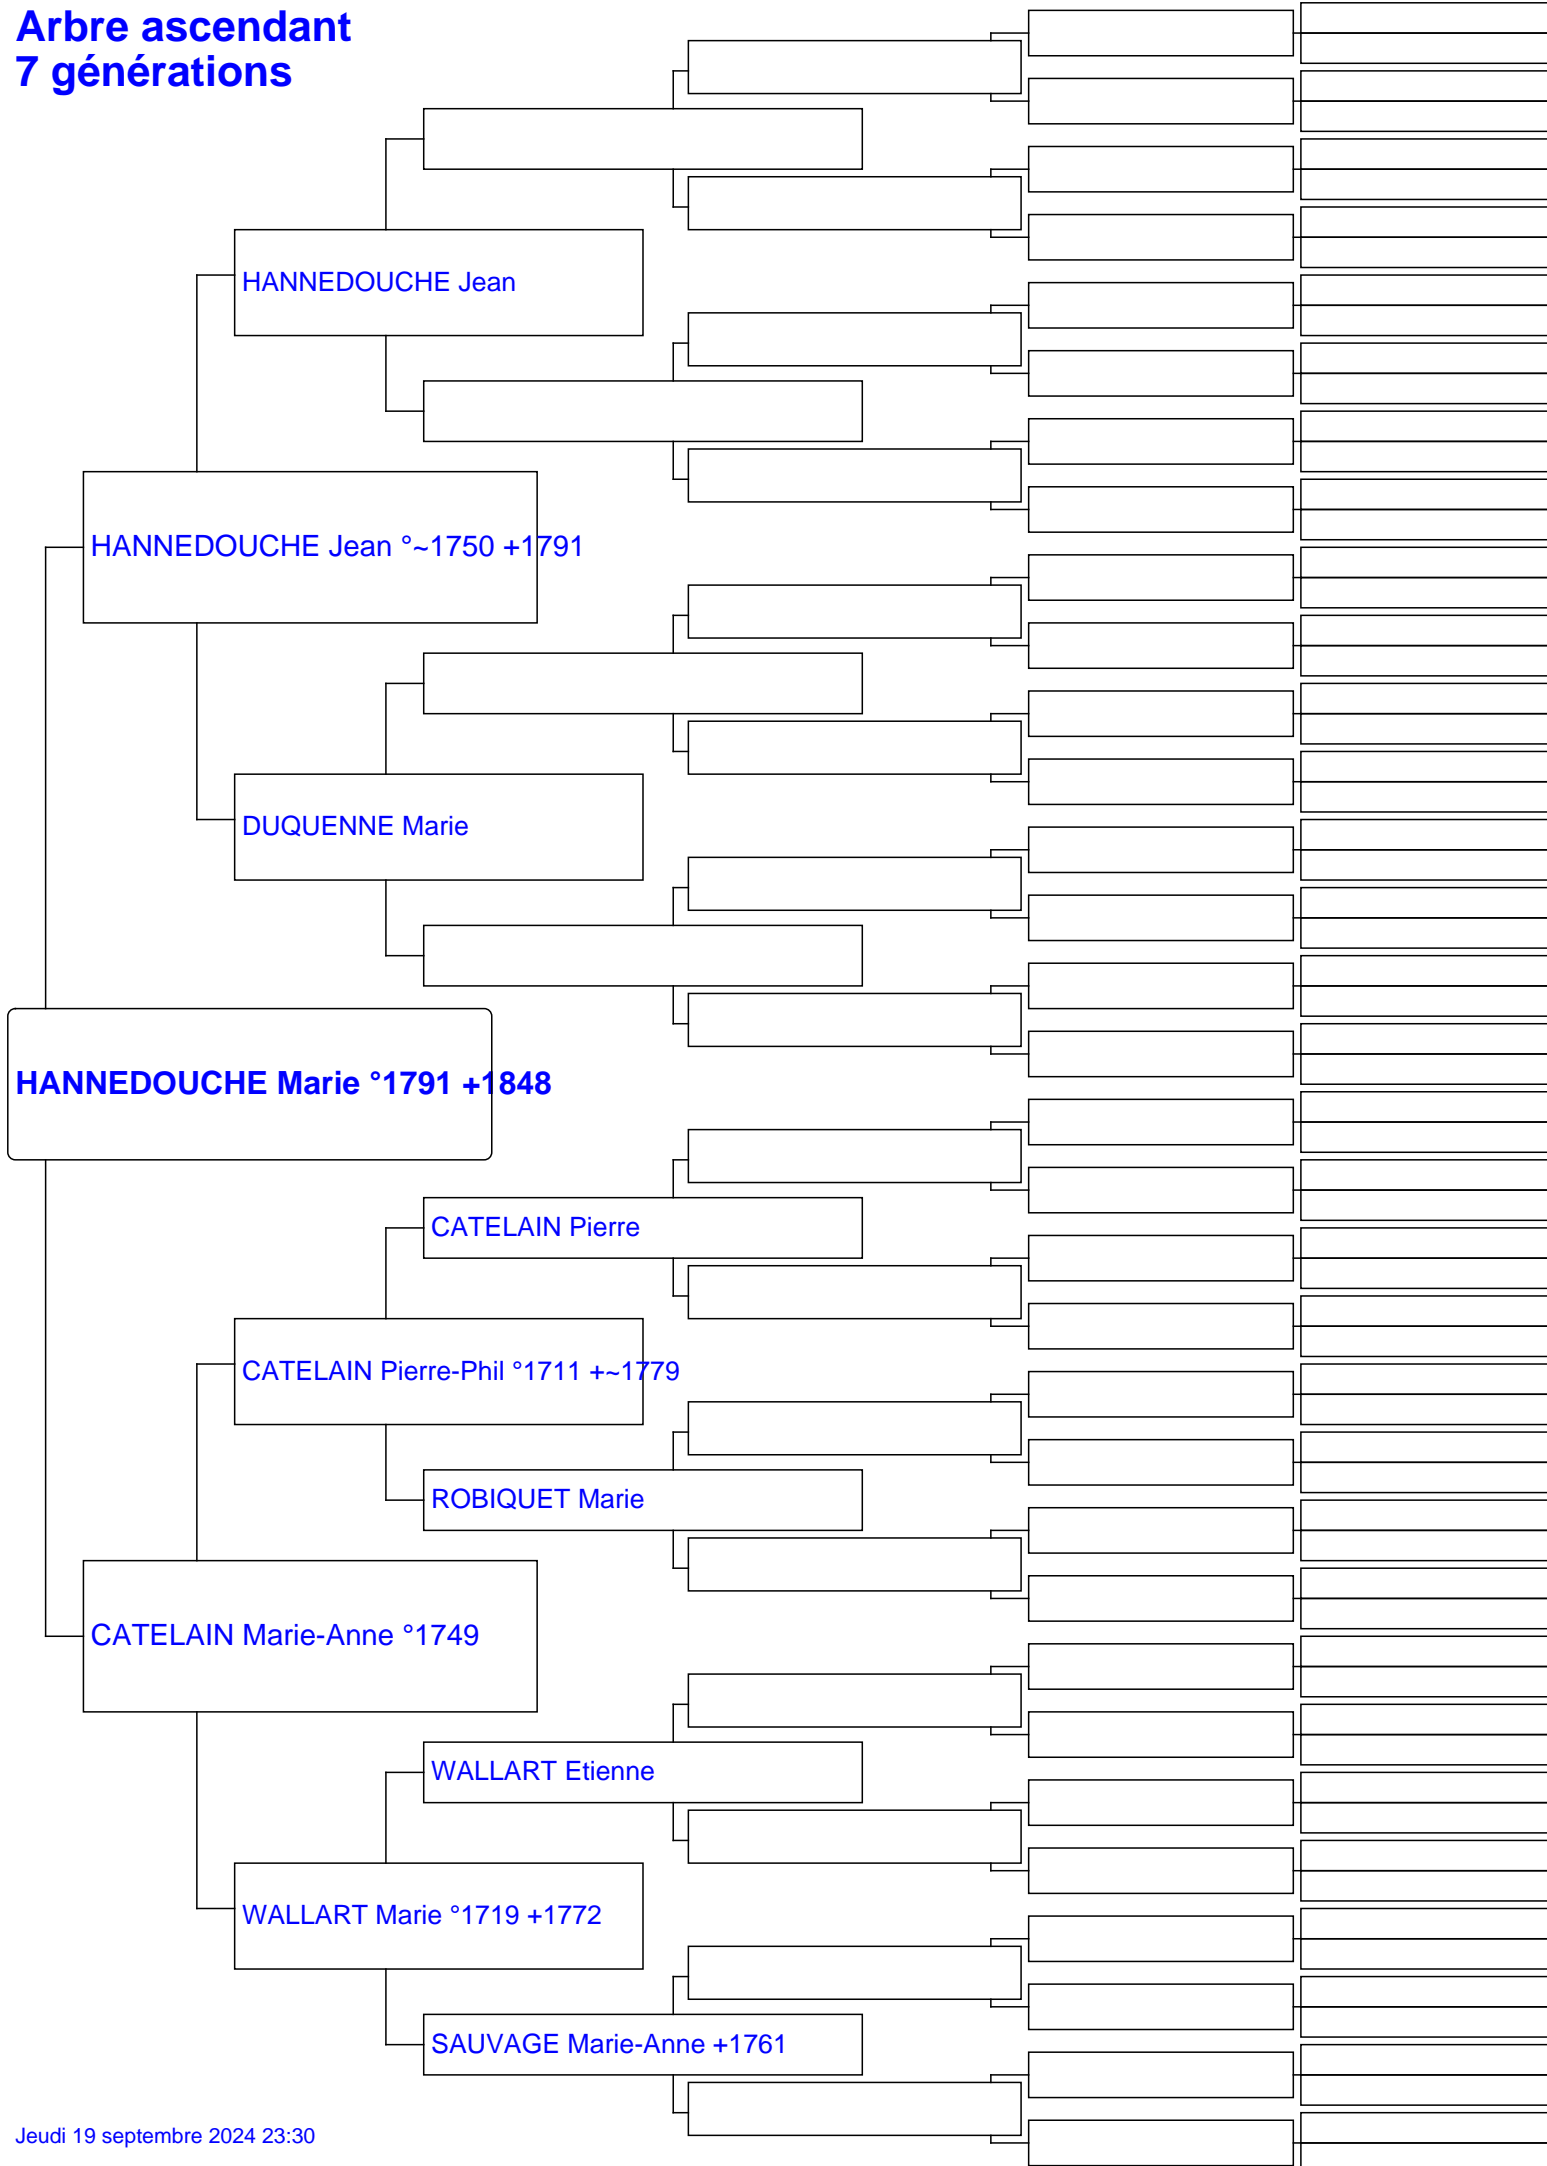 Arbre ascendant
7 générations
HANNEDOUCHE Jean
HANNEDOUCHE Jean °~1750 +1791
DUQUENNE Marie
HANNEDOUCHE Marie °1791 +1848
CATELAIN Pierre
CATELAIN Pierre-Phil °1711 +~1779
ROBIQUET Marie
CATELAIN Marie-Anne °1749
WALLART Etienne
WALLART Marie °1719 +1772
SAUVAGE Marie-Anne +1761
Jeudi 19 septembre 2024 23:30